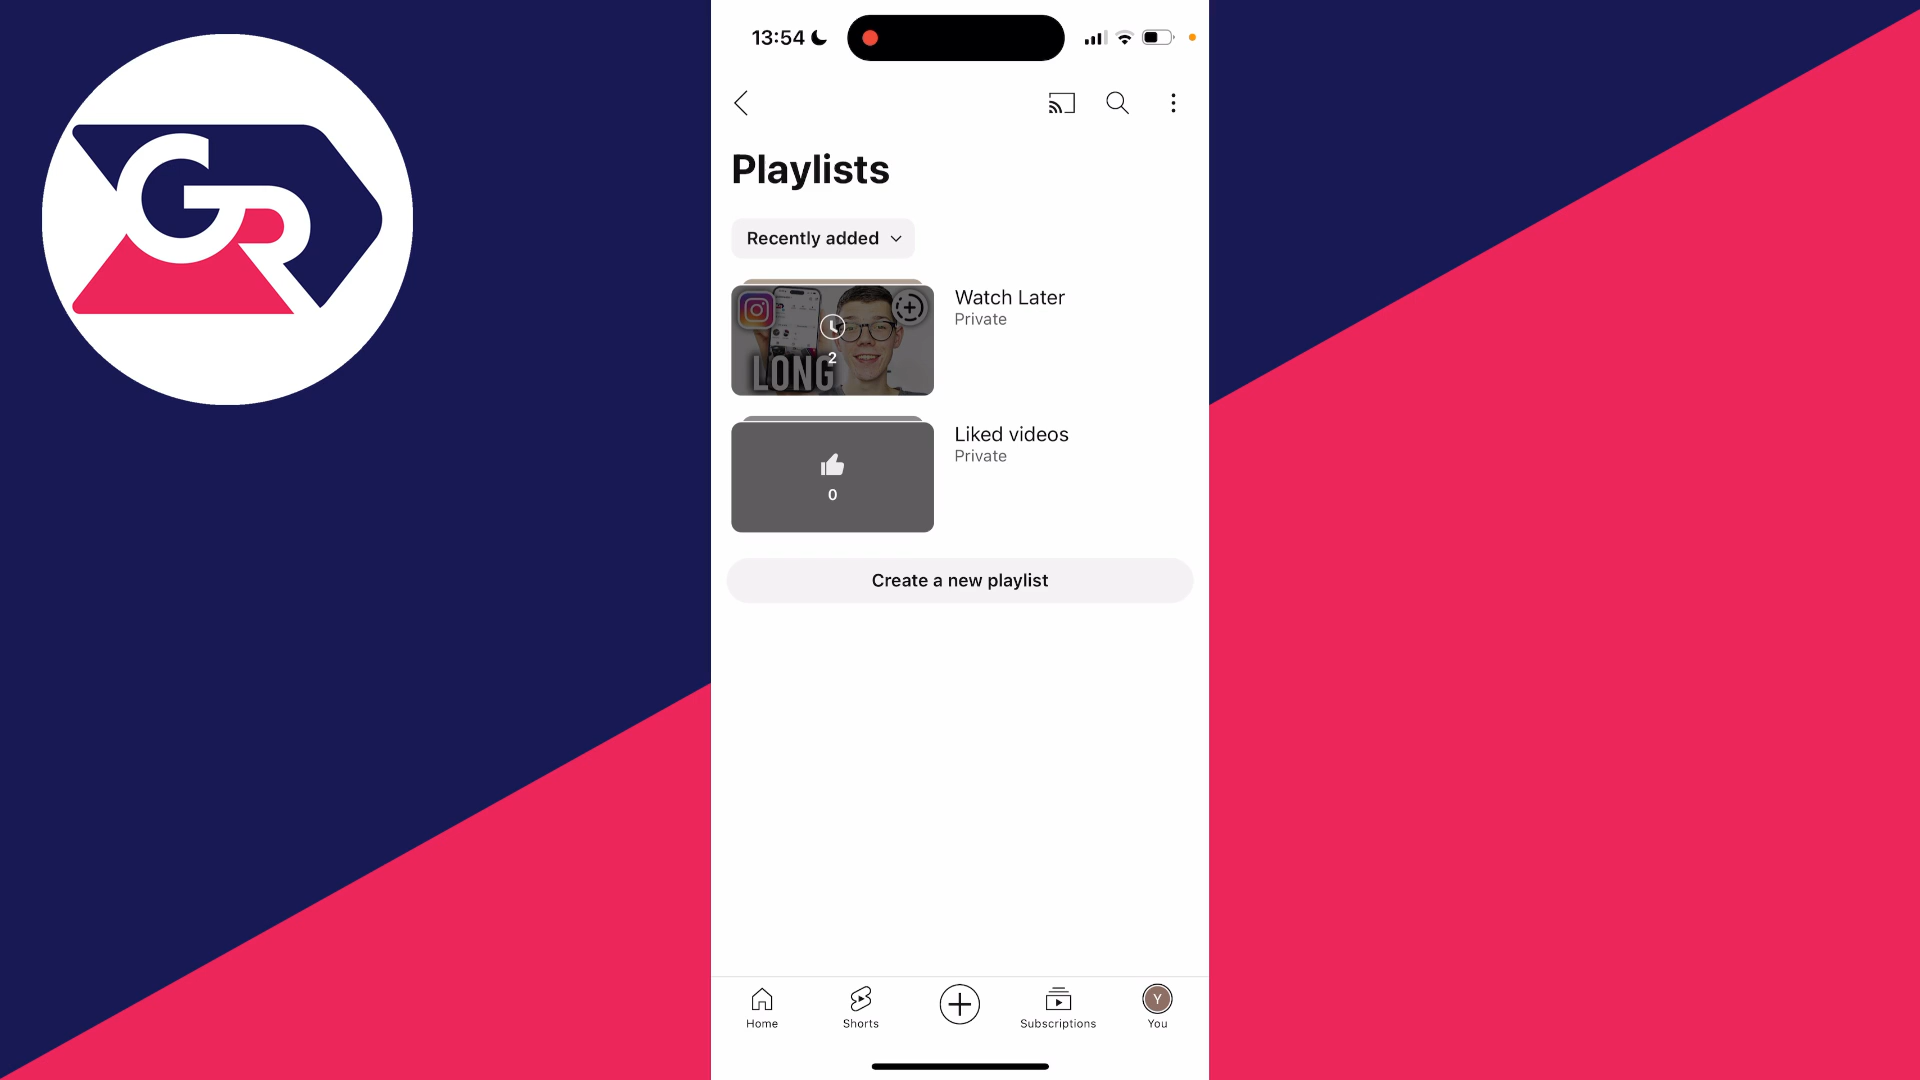 GR
13:54
Playlists
Recently added
LONG
2
Watch Later
Private
0
Liked videos
Private
Create a new playlist
Home
Shorts
Subscriptions
Y
You